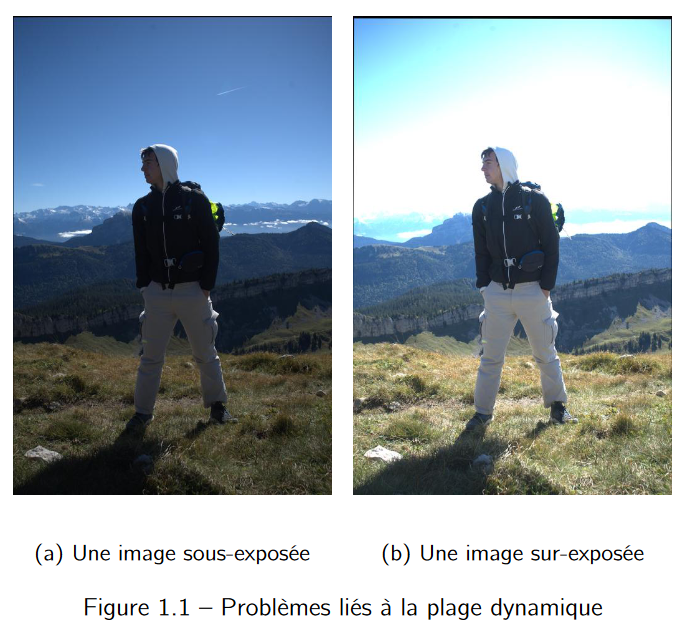 (a) Une image sous-exposée
(b) Une image sur-exposée
Figure 1.1 – Problèmes liés à la plage dynamique